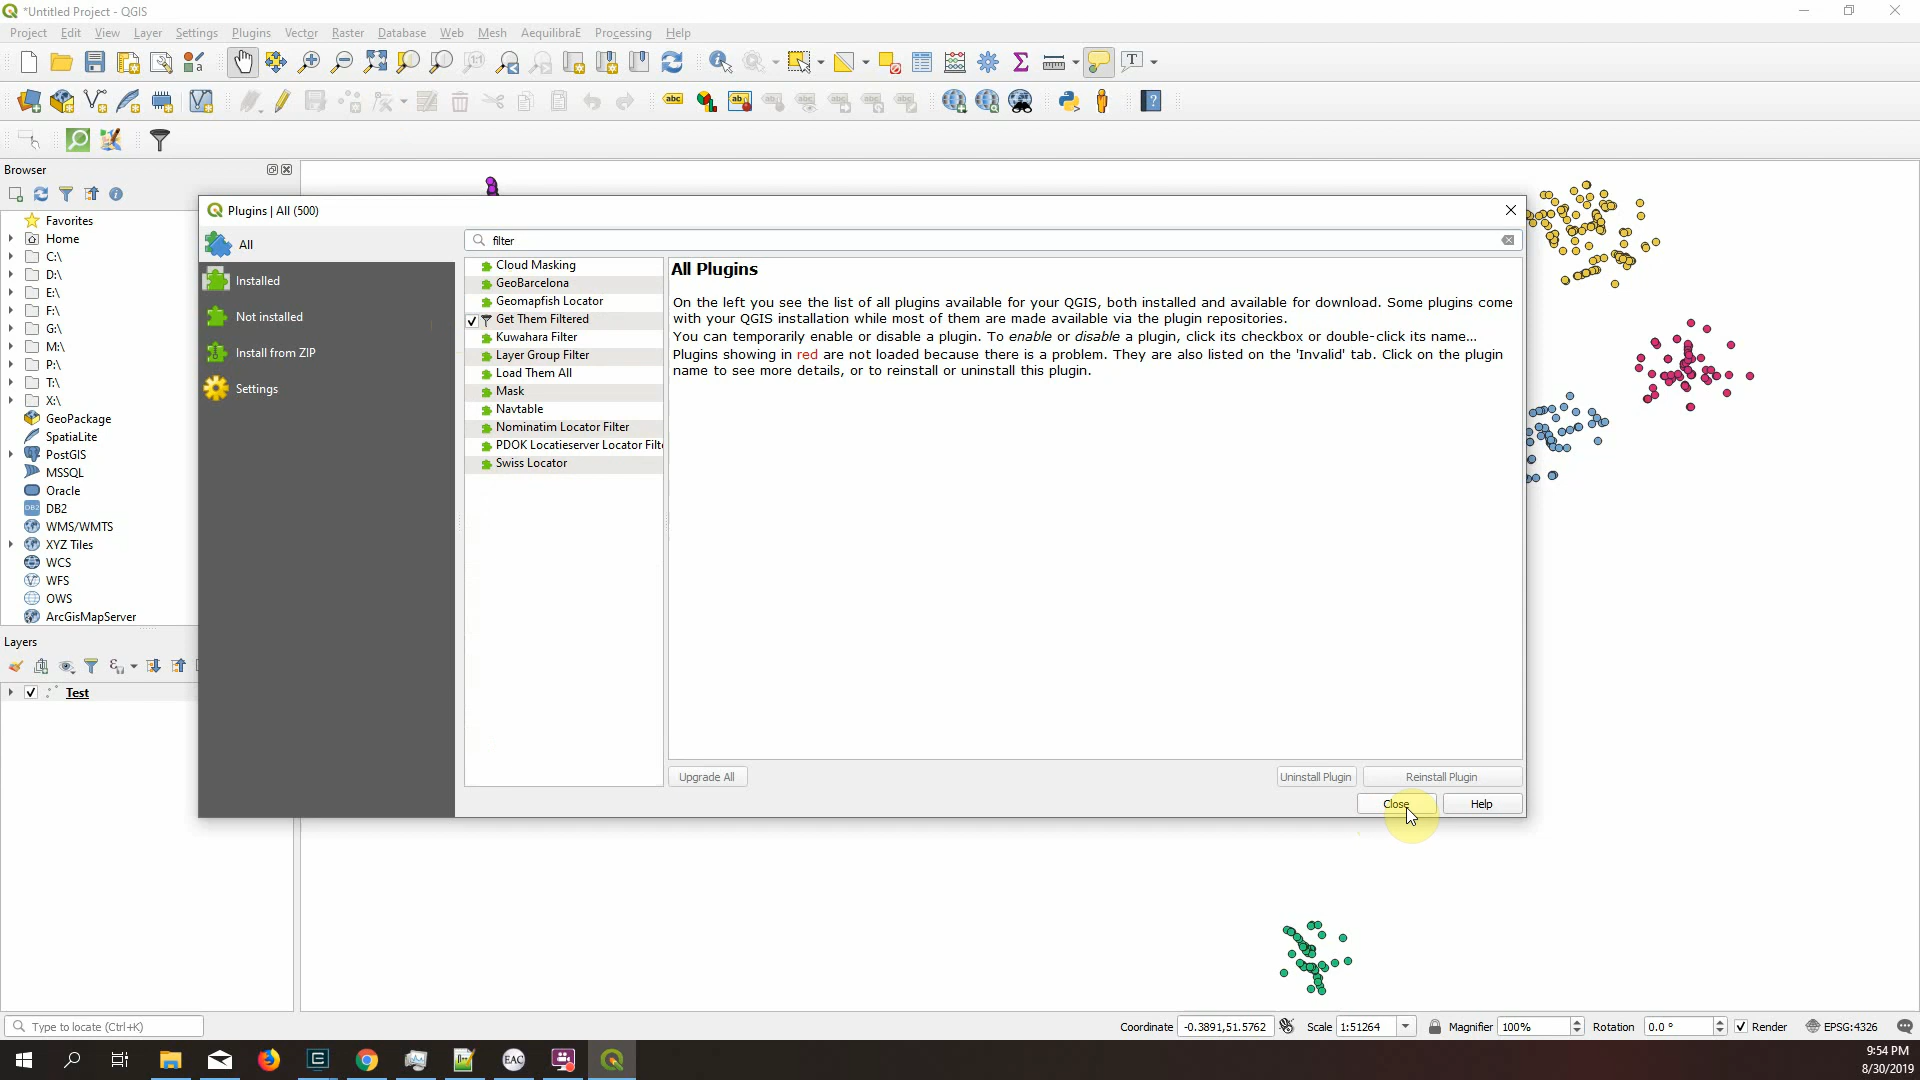 *Untitled Project - QGIS
Project Edit View Layer Settings Plugins Vector Raster Database Web Mesh AequilibraE Processing Help
Browser
Favorites
Home
C:\
D:\
E:\
F:\
G:\
M:\
P:\
T:\
X:\
GeoPackage
SpatiaLite
PostGIS
MSSQL
Oracle
DB2
WMS/WMTS
XYZ Tiles
WCS
WFS
OWS
ArcGisMapServer
Layers
Test
Plugins | All (500)
All
Installed
Not installed
Install from ZIP
Settings
filter
Cloud Masking
GeoBarcelona
Geomapfish Locator
Get Them Filtered
Kuwahara Filter
Layer Group Filter
Load Them All
Mask
Navtable
Nominatim Locator Filter
PDOK Locatieserver Locator Filt
Swiss Locator
All Plugins
On the left you see the list of all plugins available for your QGIS, both installed and available for download. Some plugins come
with your QGIS installation while most of them are made available via the plugin repositories.
You can temporarily enable or disable a plugin. To enable or disable a plugin, click its checkbox or double-click its name...
Plugins showing in red are not loaded because there is a problem. They are also listed on the 'Invalid' tab. Click on the plugin
name to see more details, or to reinstall or uninstall this plugin.
Upgrade All
Uninstall Plugin
Reinstall Plugin
Close
Help
Type to locate (Ctrl+K)
Coordinate -0.3891,51.5762 Scale 1:51264 Magnifier 100% Rotation 0.0 ° Render EPSG:4326
9:54 PM
8/30/2019